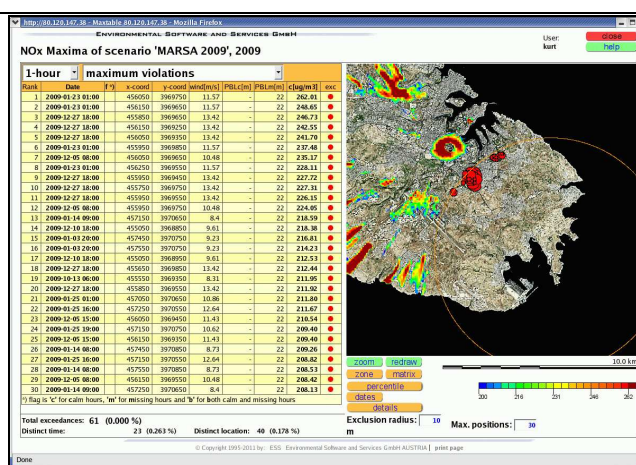 http://80.120.147.38 - Maxtable 80.120.147.38 - Mozilla Firefox
ENVIRONMENTAL SOFTWARE AND SERVICES GMBH
User: close
kurt help
NOx Maxima of scenario 'MARSA 2009', 2009
1-hour maximum violations
Rank Date f *) x-coord y-coord wind[m/s] PBLc[m] PBLm[m] c[ug/m3] exc
1 2009-01-23 01:00 456050 3969750 11.57 - 22 262.01
2 2009-01-23 01:00 456150 3969650 11.57 - 22 248.65
3 2009-12-27 18:00 455850 3969650 13.42 - 22 246.73
4 2009-12-27 18:00 456150 3969250 13.42 - 22 242.55
5 2009-12-27 18:00 456050 3969350 13.42 - 22 241.70
6 2009-01-23 01:00 455950 3969850 11.57 - 22 237.48
7 2009-12-05 08:00 456050 3969650 10.48 - 22 235.17
8 2009-01-23 01:00 456250 3969550 11.57 - 22 228.11
9 2009-12-27 18:00 455950 3969450 13.42 - 22 227.72
10 2009-12-27 18:00 455750 3969750 13.42 - 22 227.31
11 2009-12-27 18:00 455950 3969550 13.42 - 22 226.15
12 2009-12-05 08:00 455950 3969750 10.48 - 22 224.05
13 2009-01-14 09:00 457150 3970650 8.4 - 22 218.59
14 2009-12-10 18:00 455050 3968850 9.61 - 22 218.38
15 2009-01-03 20:00 457450 3970750 9.23 - 22 216.81
16 2009-01-03 20:00 457550 3970750 9.23 - 22 214.23
17 2009-12-10 18:00 455050 3968950 9.61 - 22 212.53
18 2009-12-27 18:00 455650 3969850 13.42 - 22 212.44
19 2009-10-13 06:00 455550 3969350 8.31 - 22 211.95
20 2009-12-27 18:00 455850 3969550 13.42 - 22 211.92
21 2009-01-25 01:00 457050 3970650 10.86 - 22 211.80
22 2009-01-25 16:00 457250 3970550 12.64 - 22 211.67
23 2009-12-05 15:00 456050 3969450 11.43 - 22 210.54
24 2009-01-25 19:00 457150 3970750 10.62 - 22 209.40
25 2009-12-05 15:00 456150 3969350 11.43 - 22 209.40
26 2009-01-14 08:00 457450 3970850 8.73 - 22 209.26
27 2009-01-25 16:00 457150 3970550 12.64 - 22 208.82
28 2009-01-14 08:00 457550 3970850 8.73 - 22 208.53
29 2009-12-05 08:00 456150 3969550 10.48 - 22 208.42
30 2009-01-14 09:00 457250 3970650 8.4 - 22 208.13
*) flag is 'c' for calm hours, 'm' for missing hours and 'b' for both calm and missing hours
Total exceedances: 61 (0.000 %)
Distinct time: 23 (0.263 %) Distinct location: 40 (0.178 %)
zoom redraw
10.0 km
zone matrix
percentile
dates
details
200 216 231 246 262
Exclusion radius: 10 m
Max. positions: 30
© Copyright 1995-2011 by: ESS Environmental Software and Services GmbH AUSTRIA | print page
Done